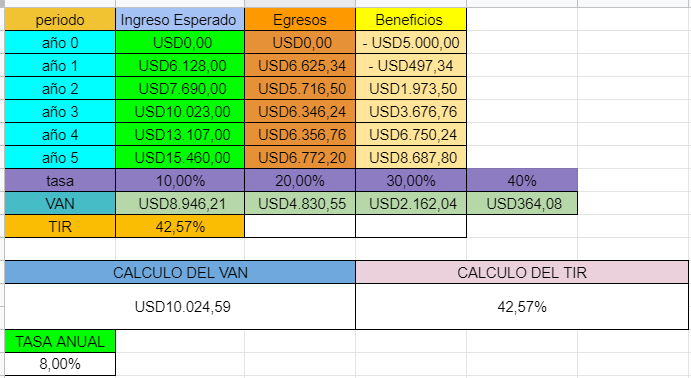 periodo Ingreso Esperado Egresos Beneficios
año 0 USD0,00 USD0,00 - USD5.000,00
año 1 USD6.128,00 USD6.625,34 - USD497,34
año 2 USD7.690,00 USD5.716,50 USD1.973,50
año 3 USD10.023,00 USD6.346,24 USD3.676,76
año 4 USD13.107,00 USD6.356,76 USD6.750,24
año 5 USD15.460,00 USD6.772,20 USD8.687,80
tasa 10,00% 20,00% 30,00% 40%
VAN USD8.946,21 USD4.830,55 USD2.162,04 USD364,08
TIR 42,57%
CALCULO DEL VAN CALCULO DEL TIR
USD10.024,59 42,57%
TASA ANUAL
8,00%